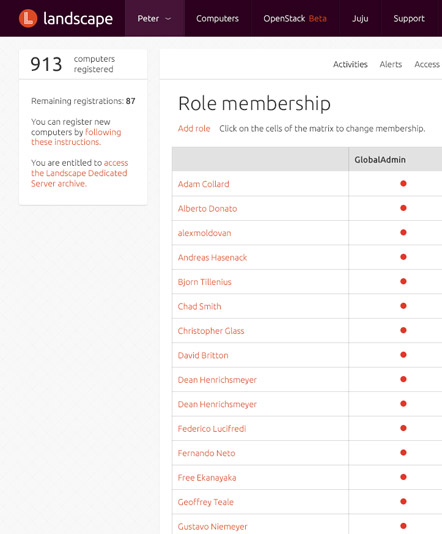 landscape Peter Computers OpenStack Beta Juju Support
913 computers
registered
Remaining registrations: 87
You can register new
computers by following
these instructions.
You are entitled to access
the Landscape Dedicated
Server archive.
Activities Alerts Access
Role membership
Add role Click on the cells of the matrix to change membership.
GlobalAdmin
Adam Collard
Alberto Donato
alexmoldovan
Andreas Hasenack
Bjorn Tillenius
Chad Smith
Christopher Glass
David Britton
Dean Henrichsmeyer
Dean Henrichsmeyer
Federico Lucifredi
Fernando Neto
Free Ekanayaka
Geoffrey Teale
Gustavo Niemeyer